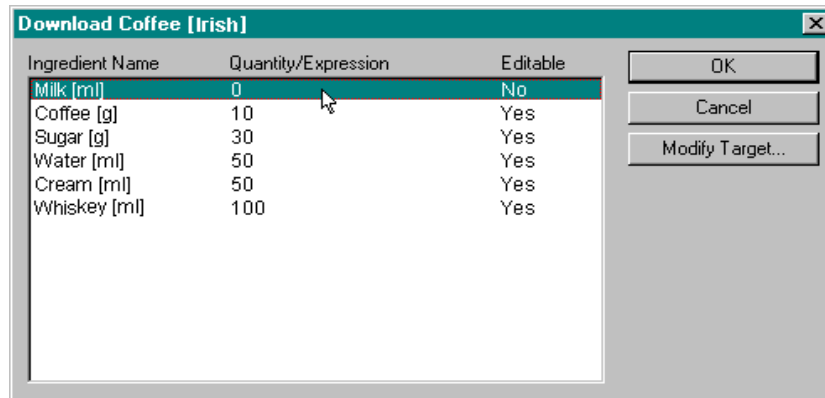 Download Coffee [Irish]
Ingredient Name Quantity/Expression Editable
Milk [ml] 0 No
Coffee [g] 10 Yes
Sugar [g] 30 Yes
Water [ml] 50 Yes
Cream [ml] 50 Yes
Whiskey [ml] 100 Yes
OK
Cancel
Modify Target...